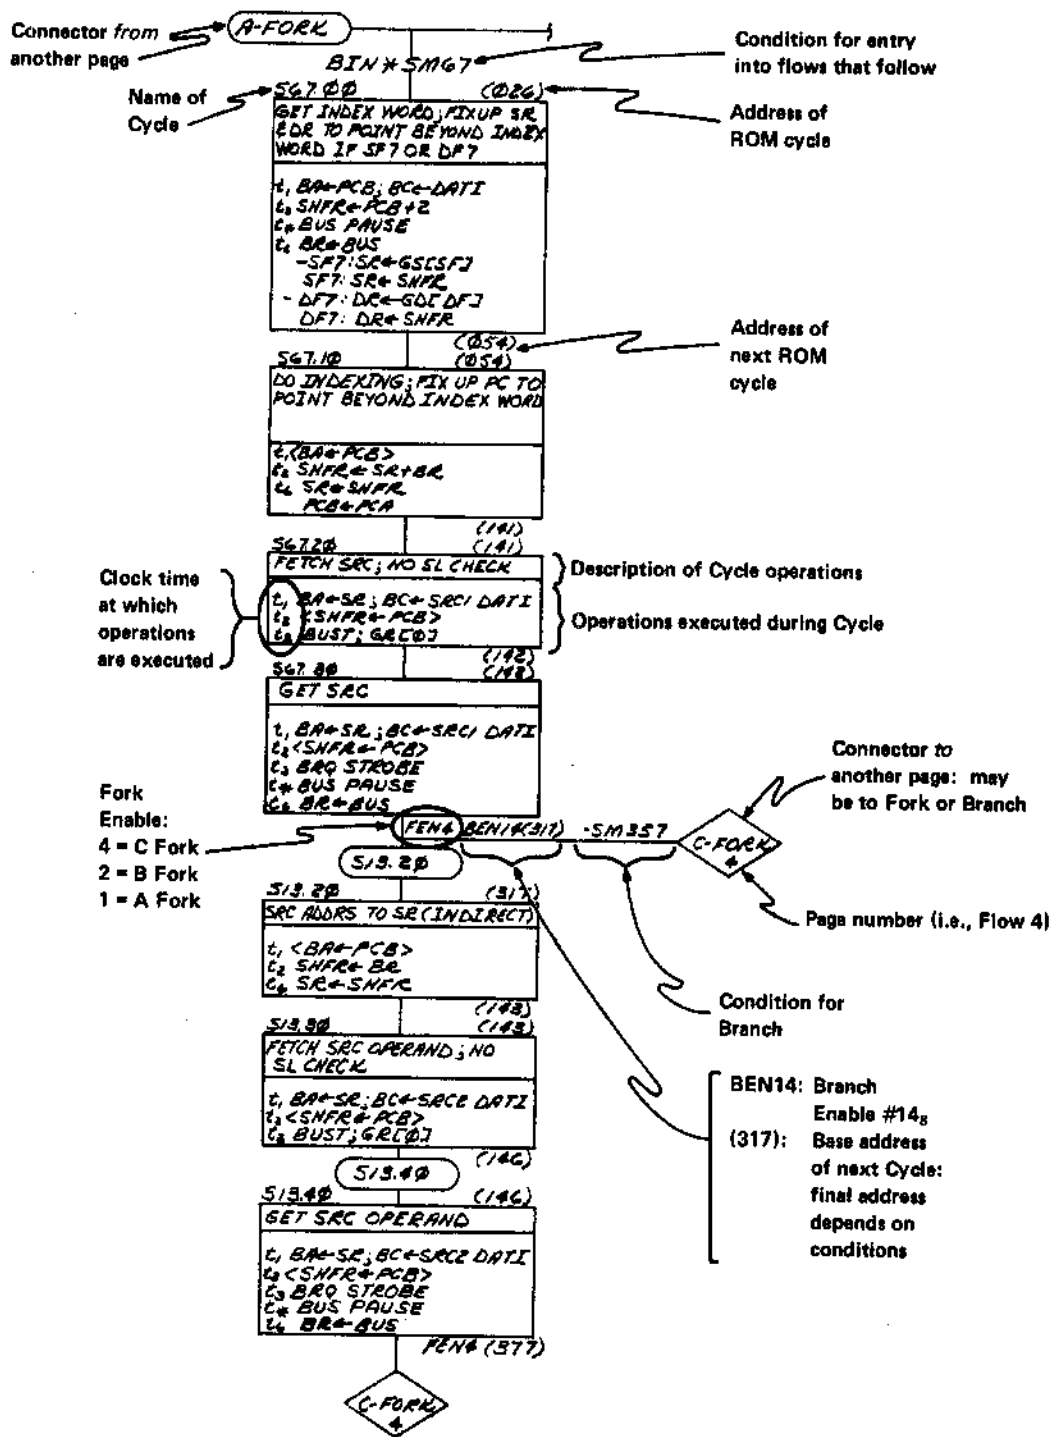 Connector from
another page
A-FORK
BIN*SM67
Condition for entry
into flows that follow
Name of
Cycle
S67.00 (026)
Address of
ROM cycle
GET INDEX WORD; FIXUP SR
& DR TO POINT BEYOND INDEX
WORD IF SF7 OR DF7
t1 BA←PCB; BC←DATI
t2 SHFR←PCB+2
t* BUS PAUSE
t6 BR←BUS
-SF7: SR←GS[SF]
SF7: SR←SHFR
-DF7: DR←GD[DF]
DF7: DR←SHFR
(054)
Address of
next ROM
cycle
S67.10 (054)
DO INDEXING; FIX UP PC TO
POINT BEYOND INDEX WORD
t1 <BA←PCB>
t2 SHFR←SR+BR
t6 SR←SHFR
PCB←PCA
(141)
S67.20 (141)
FETCH SRC; NO SL CHECK
Description of Cycle operations
Clock time
at which
operations
are executed
t1 BA←SR; BC←SRC1 DATI
t2 <SHFR←PCB>
t3 BUST; GR[0]
Operations executed during Cycle
(142)
S67.30 (142)
GET SRC
t1 BA←SR; BC←SRC1 DATI
t2 <SHFR←PCB>
t3 BRQ STROBE
t* BUS PAUSE
t6 BR←BUS
Connector to
another page: may
be to Fork or Branch
Fork
Enable:
4 = C Fork
2 = B Fork
1 = A Fork
FEN4 BEN14(317) -SM357
C-FORK
4
S13.20
Page number (i.e., Flow 4)
S13.20 (317)
SRC ADDRS TO SR (INDIRECT)
t1 <BA←PCB>
t2 SHFR←BR
t6 SR←SHFR
Condition for
Branch
(143)
S13.30 (143)
FETCH SRC OPERAND; NO
SL CHECK
t1 BA←SR; BC←SRC2 DATI
t2 <SHFR←PCB>
t3 BUST; GR[0]
(146)
BEN14: Branch
Enable #14₈
(317): Base address
of next Cycle:
final address
depends on
conditions
S13.40
S13.40 (146)
GET SRC OPERAND
t1 BA←SR; BC←SRC2 DATI
t2 <SHFR←PCB>
t3 BRQ STROBE
t* BUS PAUSE
t6 BR←BUS
FEN4 (377)
C-FORK
4